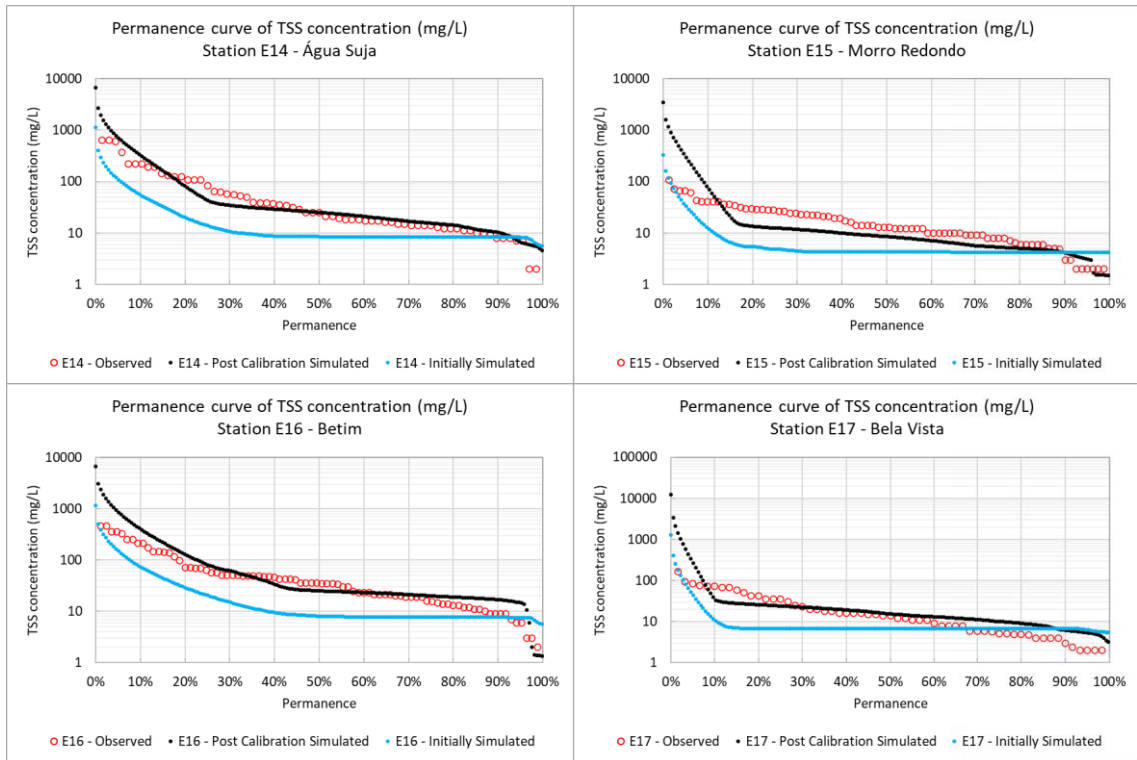 Permanence curve of TSS concentration (mg/L)
Station E14 - Água Suja
TSS concentration (mg/L)
10000
1000
100
10
1
0% 10% 20% 30% 40% 50% 60% 70% 80% 90% 100%
Permanence
E14 - Observed E14 - Post Calibration Simulated E14 - Initially Simulated
Permanence curve of TSS concentration (mg/L)
Station E15 - Morro Redondo
TSS concentration (mg/L)
10000
1000
100
10
1
0% 10% 20% 30% 40% 50% 60% 70% 80% 90% 100%
Permanence
E15 - Observed E15 - Post Calibration Simulated E15 - Initially Simulated
Permanence curve of TSS concentration (mg/L)
Station E16 - Betim
TSS concentration (mg/L)
10000
1000
100
10
1
0% 10% 20% 30% 40% 50% 60% 70% 80% 90% 100%
Permanence
E16 - Observed E16 - Post Calibration Simulated E16 - Initially Simulated
Permanence curve of TSS concentration (mg/L)
Station E17 - Bela Vista
TSS concentration (mg/L)
100000
10000
1000
100
10
1
0% 10% 20% 30% 40% 50% 60% 70% 80% 90% 100%
Permanence
E17 - Observed E17 - Post Calibration Simulated E17 - Initially Simulated